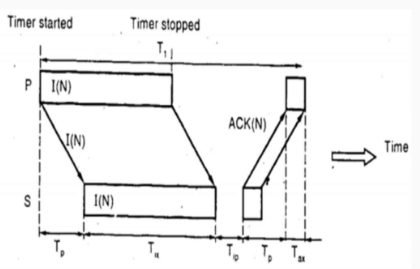 Timer started
Timer stopped
T1
P
I(N)
I(N)
ACK(N)
Time
S
I(N)
Tp
Tix
Tip
Tp
Tax